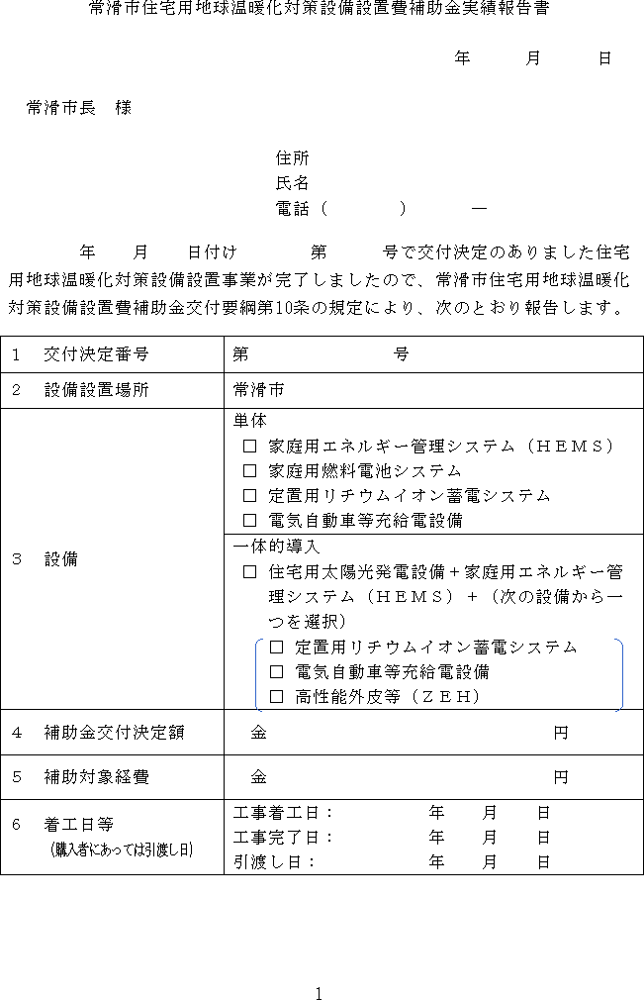 常滑市住宅用地球温暖化対策設備設置費補助金実績報告書
年　　　月　　　日
常滑市長　様
住所
氏名
電話（　　　　）　　　　―
年　　月　　日付け　　　　第　　　号で交付決定のありました住宅
用地球温暖化対策設備設置事業が完了しましたので、常滑市住宅用地球温暖化
対策設備設置費補助金交付要綱第10条の規定により、次のとおり報告します。
１　交付決定番号　　第　　　　　　　　号
２　設備設置場所　　常滑市
３　設備
単体
□ 家庭用エネルギー管理システム（ＨＥＭＳ）
□ 家庭用燃料電池システム
□ 定置用リチウムイオン蓄電システム
□ 電気自動車等充給電設備
一体的導入
□ 住宅用太陽光発電設備＋家庭用エネルギー管
理システム（ＨＥＭＳ）＋（次の設備から一
つを選択）
□ 定置用リチウムイオン蓄電システム
□ 電気自動車等充給電設備
□ 高性能外皮等（ＺＥＨ）
４　補助金交付決定額　　金　　　　　　　　円
５　補助対象経費　　金　　　　　　　　円
６　着工日等
（購入者にあっては引渡し日）
工事着工日：　　　　　年　　月　　日
工事完了日：　　　　　年　　月　　日
引渡し日：　　　　　　年　　月　　日
1